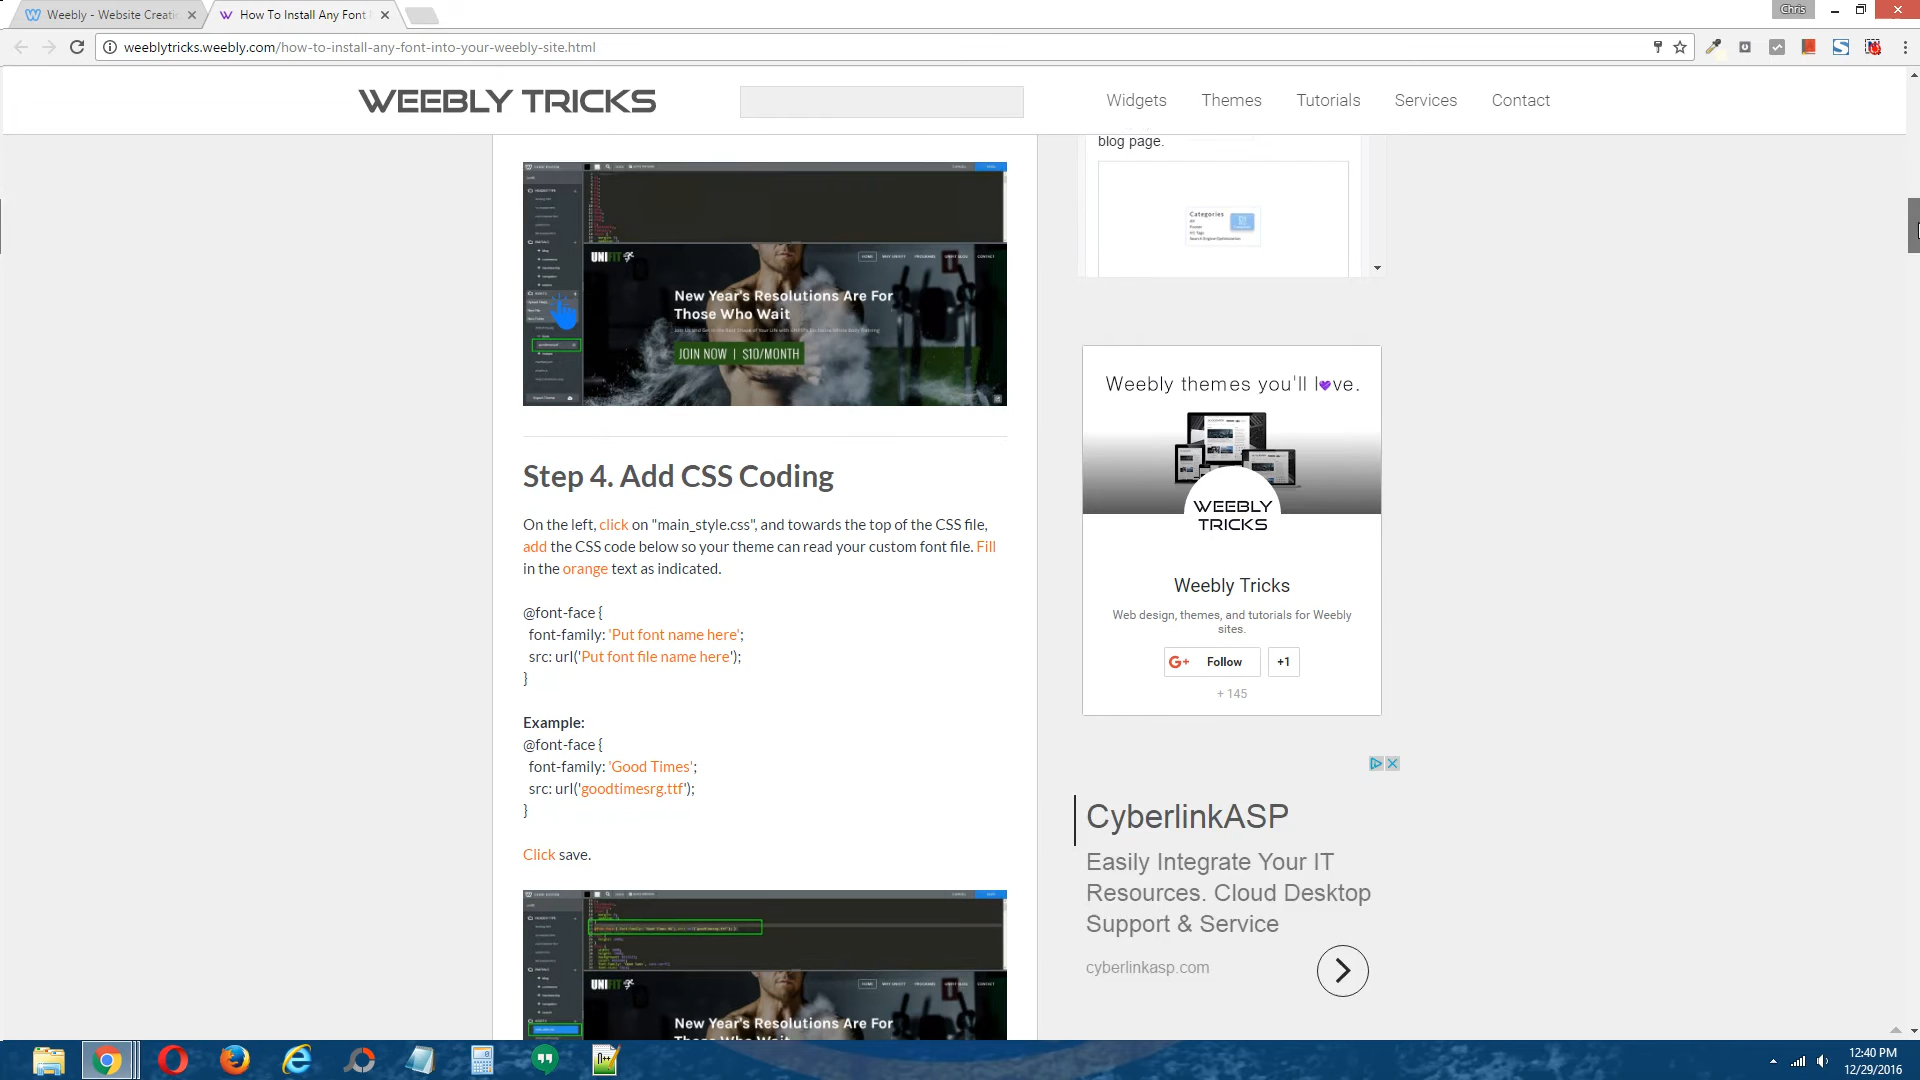 Weebly - Website Creatic
How To Install Any Font
Chris
weeblytricks.weebly.com/how-to-install-any-font-into-your-weebly-site.html
WEEBLY TRICKS
Widgets
Themes
Tutorials
Services
Contact
blog page.
Categories
UNIFIT
New Year's Resolutions Are For
Those Who Wait
JOIN NOW | $10/MONTH
Step 4. Add CSS Coding
On the left, click on "main_style.css", and towards the top of the CSS file,
add the CSS code below so your theme can read your custom font file. Fill
in the orange text as indicated.
@font-face {
font-family: 'Put font name here';
src: url('Put font file name here');
}
Example:
@font-face {
font-family: 'Good Times';
src: url('goodtimesrg.ttf');
}
Click save.
UNIFIT
New Year's Resolutions Are For
Weebly themes you'll l❤ve.
WEEBLY
TRICKS
Weebly Tricks
Web design, themes, and tutorials for Weebly
sites.
G+ Follow
+1
+ 145
CyberlinkASP
Easily Integrate Your IT
Resources. Cloud Desktop
Support & Service
cyberlinkasp.com
12:40 PM
12/29/2016